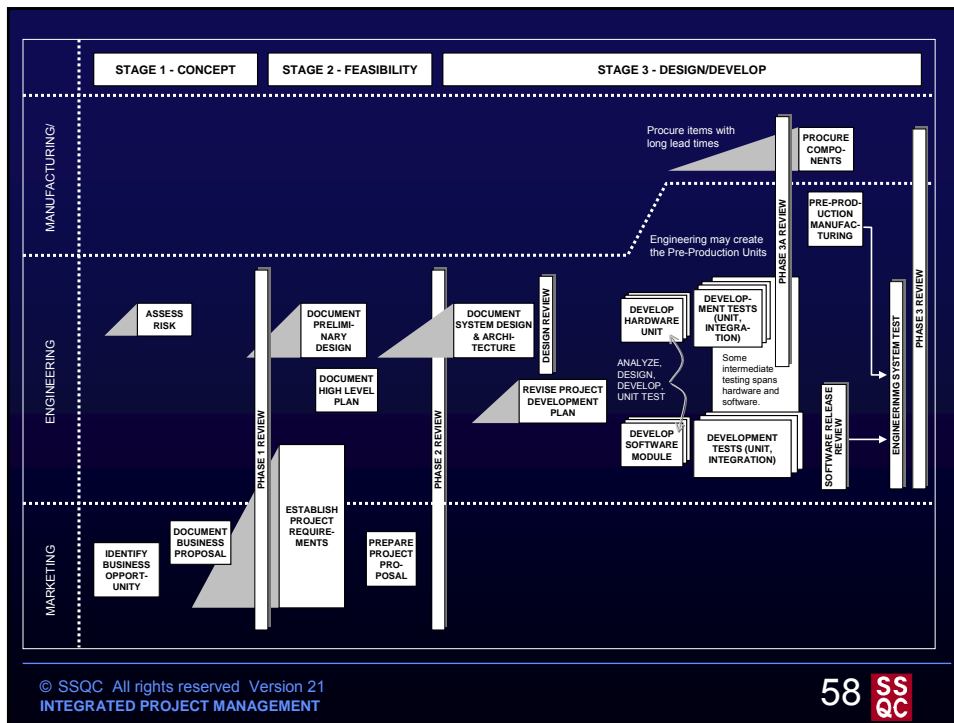 STAGE 1 - CONCEPT
STAGE 2 - FEASIBILITY
STAGE 3 - DESIGN/DEVELOP
MANUFACTURING/
Procure items with
long lead times
PROCURE
COMPO-
NENTS
PHASE 3A REVIEW
PHASE 3 REVIEW
PRE-PROD-
UCTION
MANUFAC-
TURING
Engineering may create
the Pre-Production Units
ENGINEERING
ASSESS
RISK
PHASE 1 REVIEW
DOCUMENT
PRELIMI-
NARY
DESIGN
DOCUMENT
HIGH LEVEL
PLAN
PHASE 2 REVIEW
DOCUMENT
SYSTEM DESIGN
& ARCHI-
TECTURE
DESIGN REVIEW
REVISE PROJECT
DEVELOPMENT
PLAN
DEVELOP
HARDWARE
UNIT
DEVELOP-
MENT TESTS
(UNIT,
INTEGRA-
TION)
ANALYZE,
DESIGN,
DEVELOP,
UNIT TEST
Some
intermediate
testing spans
hardware and
software.
DEVELOP
SOFTWARE
MODULE
DEVELOPMENT
TESTS (UNIT,
INTEGRATION)
SOFTWARE RELEASE
REVIEW
ENGINEERINMG SYSTEM TEST
MARKETING
IDENTIFY
BUSINESS
OPPORT-
UNITY
DOCUMENT
BUSINESS
PROPOSAL
ESTABLISH
PROJECT
REQUIRE-
MENTS
PREPARE
PROJECT
PRO-
POSAL
© SSQC All rights reserved Version 21
INTEGRATED PROJECT MANAGEMENT
58
SS
QC